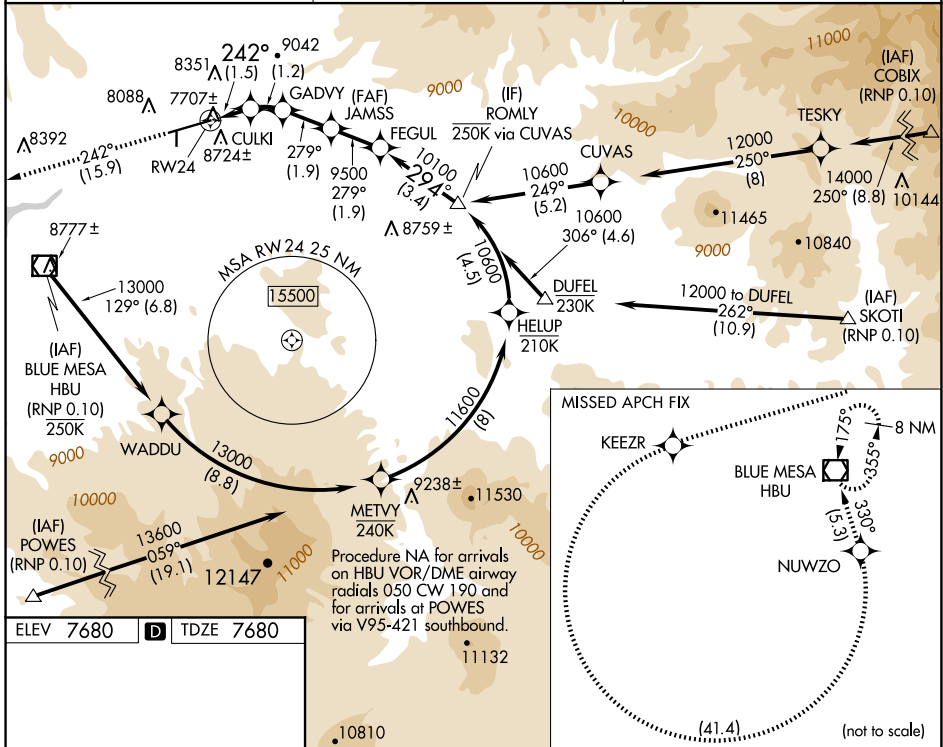 242°
9042
8351
(1.5)
(1.2)
8088
7707±
GADVY
(FAF)
JAMSS
9000
11000
(IAF)
COBIX
(RNP 0.10)
(IF)
ROMLY
250K via CUVAS
10000
TESKY
8392
CULKI
FEGUL
242°
(15.9)
RW24
8724±
279°
(1.9)
9500
279°
(1.9)
10100
294°
(3.4)
CUVAS
12000
250°
(8)
14000
250° (8.8)
10144
10600
249°
(5.2)
8759±
10600
306° (4.6)
11465
9000
10840
8777±
MSA RW 24 25 NM
15500
10600
(4.5)
DUFEL
230K
12000 to DUFEL
262°
(10.9)
(IAF)
SKOTI
(RNP 0.10)
13000
129° (6.8)
HELUP
210K
(IAF)
BLUE MESA
HBU
(RNP 0.10)
250K
11600
(8)
WADDU
9000
13000
(8.8)
METVY
240K
9238±
11530
10000
10000
(IAF)
POWES
(RNP 0.10)
13600
059°
(19.1)
12147
11000
Procedure NA for arrivals
on HBU VOR/DME airway
radials 050 CW 190 and
for arrivals at POWES
via V95-421 southbound.
11132
10810
ELEV 7680 D TDZE 7680
MISSED APCH FIX
KEEZR
175°
355°
8 NM
BLUE MESA
HBU
330°
(5.3)
NUWZO
(41.4)
(not to scale)